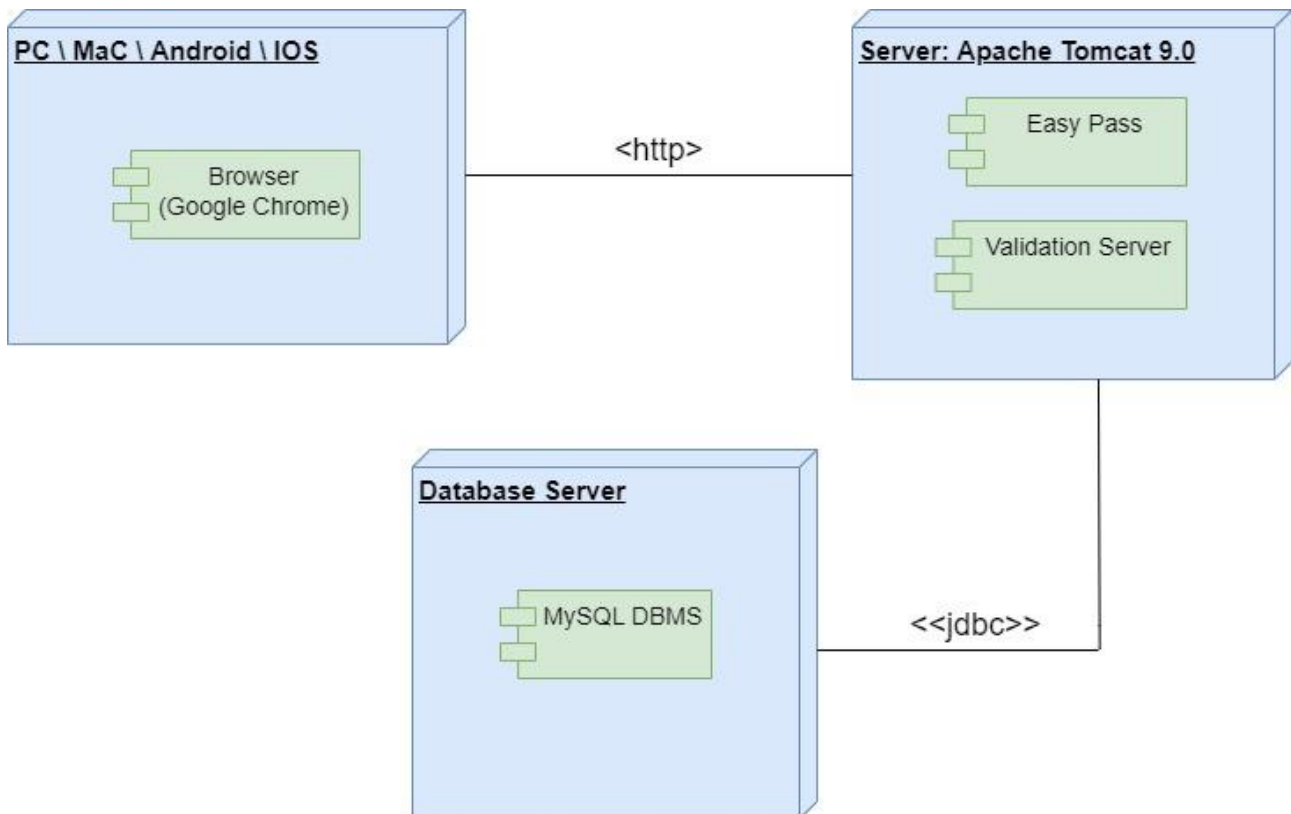 PC \ MaC \ Android \ IOS
Browser
(Google Chrome)
<http>
Server: Apache Tomcat 9.0
Easy Pass
Validation Server
Database Server
MySQL DBMS
<<jdbc>>